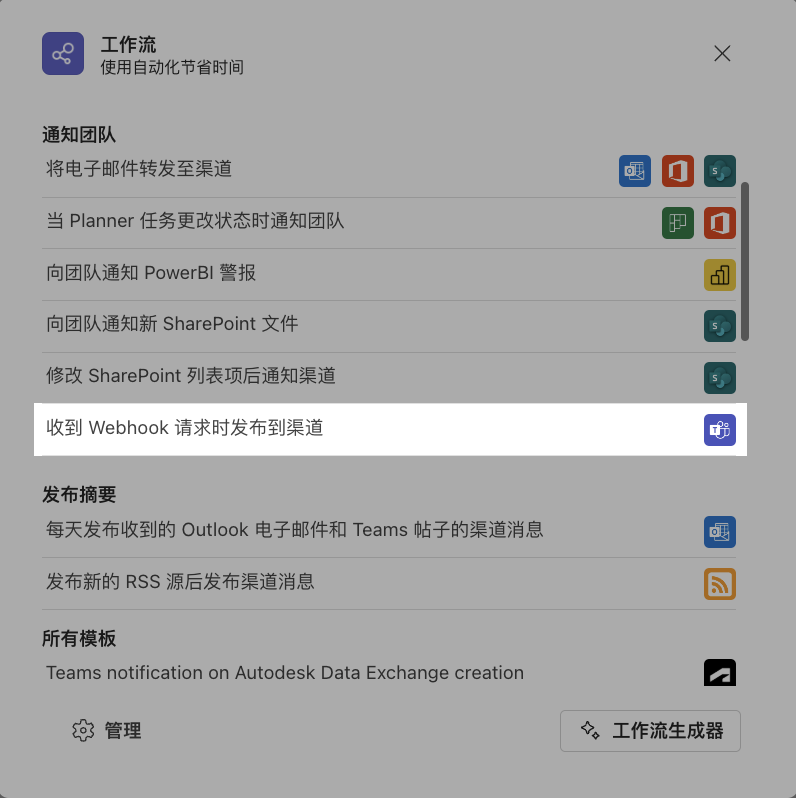 工作流
使用自动化节省时间
通知团队
将电子邮件转发至渠道
当 Planner 任务更改状态时通知团队
向团队通知 PowerBI 警报
向团队通知新 SharePoint 文件
修改 SharePoint 列表项后通知渠道
收到 Webhook 请求时发布到渠道
发布摘要
每天发布收到的 Outlook 电子邮件和 Teams 帖子的渠道消息
发布新的 RSS 源后发布渠道消息
所有模板
Teams notification on Autodesk Data Exchange creation
管理
工作流生成器